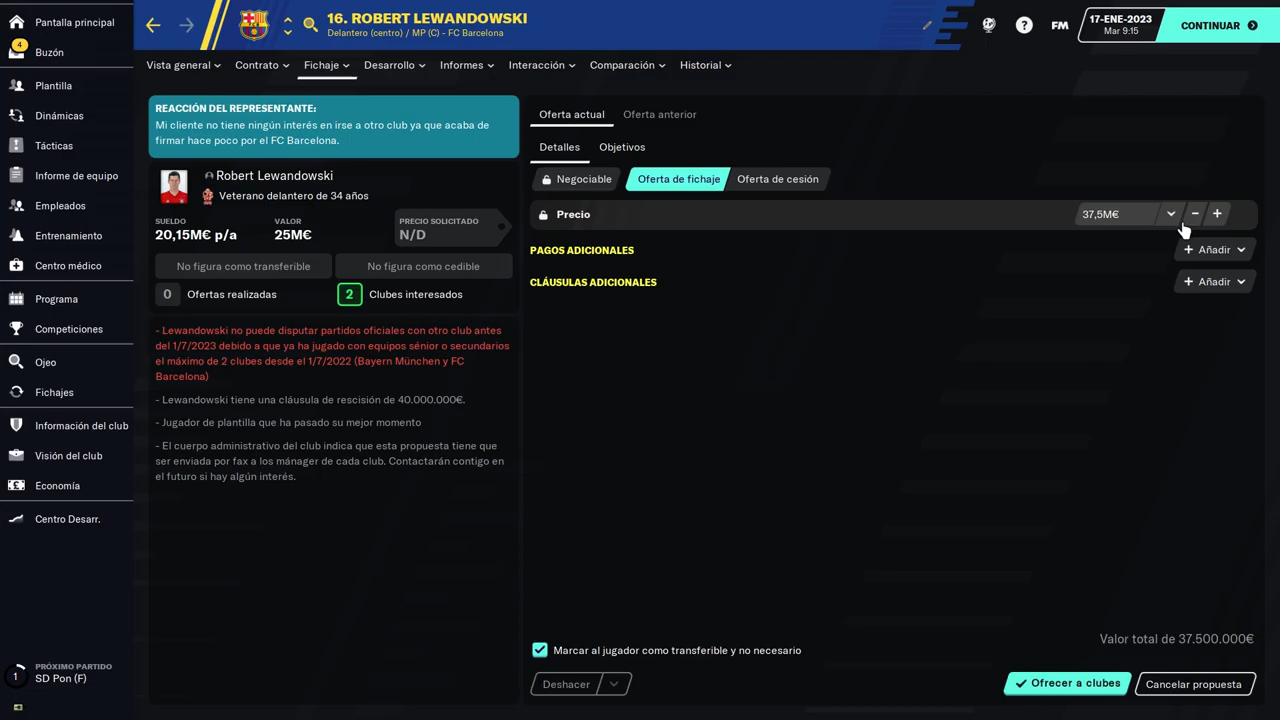 Pantalla principal
4
Buzón
Plantilla
Dinámicas
Tácticas
Informe de equipo
Empleados
Entrenamiento
Centro médico
Programa
Competiciones
Ojeo
Fichajes
Información del club
Visión del club
Economía
Centro Desarr.
1
PRÓXIMO PARTIDO
SD Pon (F)
16. ROBERT LEWANDOWSKI
Delantero (centro) / MP (C) - FC Barcelona
FM
17-ENE-2023
Mar 9:15
CONTINUAR
Vista general
Contrato
Fichaje
Desarrollo
Informes
Interacción
Comparación
Historial
REACCIÓN DEL REPRESENTANTE:
Mi cliente no tiene ningún interés en irse a otro club ya que acaba de
firmar hace poco por el FC Barcelona.
Robert Lewandowski
Veterano delantero de 34 años
SUELDO
20,15M€ p/a
VALOR
25M€
PRECIO SOLICITADO
N/D
No figura como transferible
No figura como cedible
0 Ofertas realizadas
2 Clubes interesados
- Lewandowski no puede disputar partidos oficiales con otro club antes
del 1/7/2023 debido a que ya ha jugado con equipos sénior o secundarios
el máximo de 2 clubes desde el 1/7/2022 (Bayern München y FC
Barcelona)
- Lewandowski tiene una cláusula de rescisión de 40.000.000€.
- Jugador de plantilla que ha pasado su mejor momento
- El cuerpo administrativo del club indica que esta propuesta tiene que
ser enviada por fax a los mánager de cada club. Contactarán contigo en
el futuro si hay algún interés.
Oferta actual
Oferta anterior
Detalles
Objetivos
Negociable
Oferta de fichaje
Oferta de cesión
Precio
37,5M€
PAGOS ADICIONALES
Añadir
CLÁUSULAS ADICIONALES
Añadir
Valor total de 37.500.000€
Marcar al jugador como transferible y no necesario
Deshacer
Ofrecer a clubes
Cancelar propuesta